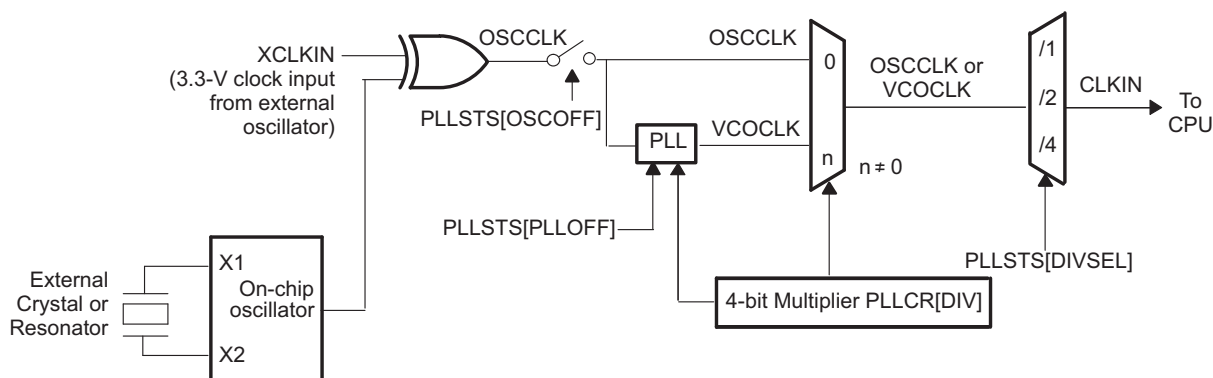 XCLKIN
(3.3-V clock input
from external
oscillator)
OSCCLK
PLLSTS[OSCOFF]
OSCCLK
0
PLL
VCOCLK
n
n ≠ 0
OSCCLK or
VCOCLK
/1
/2
/4
CLKIN
To
CPU
PLLSTS[PLLOFF]
PLLSTS[DIVSEL]
4-bit Multiplier PLLCR[DIV]
External
Crystal or
Resonator
X1
On-chip
oscillator
X2